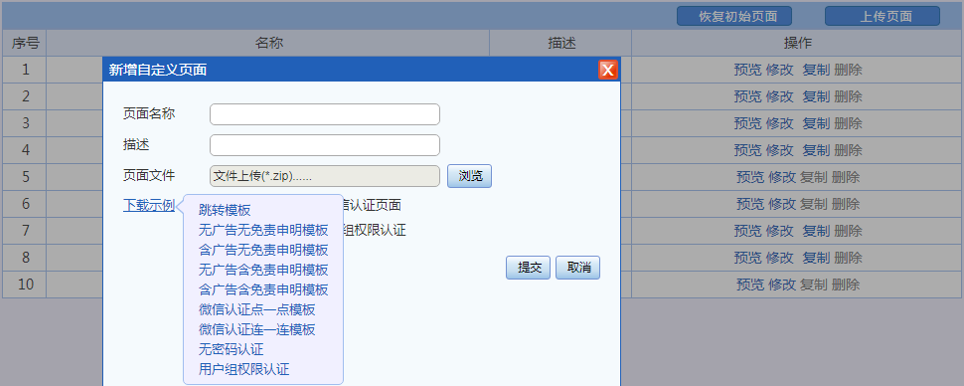 恢复初始页面 上传页面
序号 名称 描述 操作
1 预览 修改 复制 删除
新增自定义页面 X
2 预览 修改 复制 删除
页面名称
3 预览 修改 复制 删除
描述
4 预览 修改 复制 删除
页面文件 文件上传(*.zip)...... 浏览
5 预览 修改 复制 删除
下载示例 信认证页面
6 预览 修改 复制 删除
跳转模板
7 预览 修改 复制 删除
无广告无免责申明模板 组权限认证
含广告无免责申明模板
8 预览 修改 复制 删除
无广告含免责申明模板
提交 取消
10 预览 修改 复制 删除
含广告含免责申明模板
微信认证点一点模板
微信认证连一连模板
无密码认证
用户组权限认证